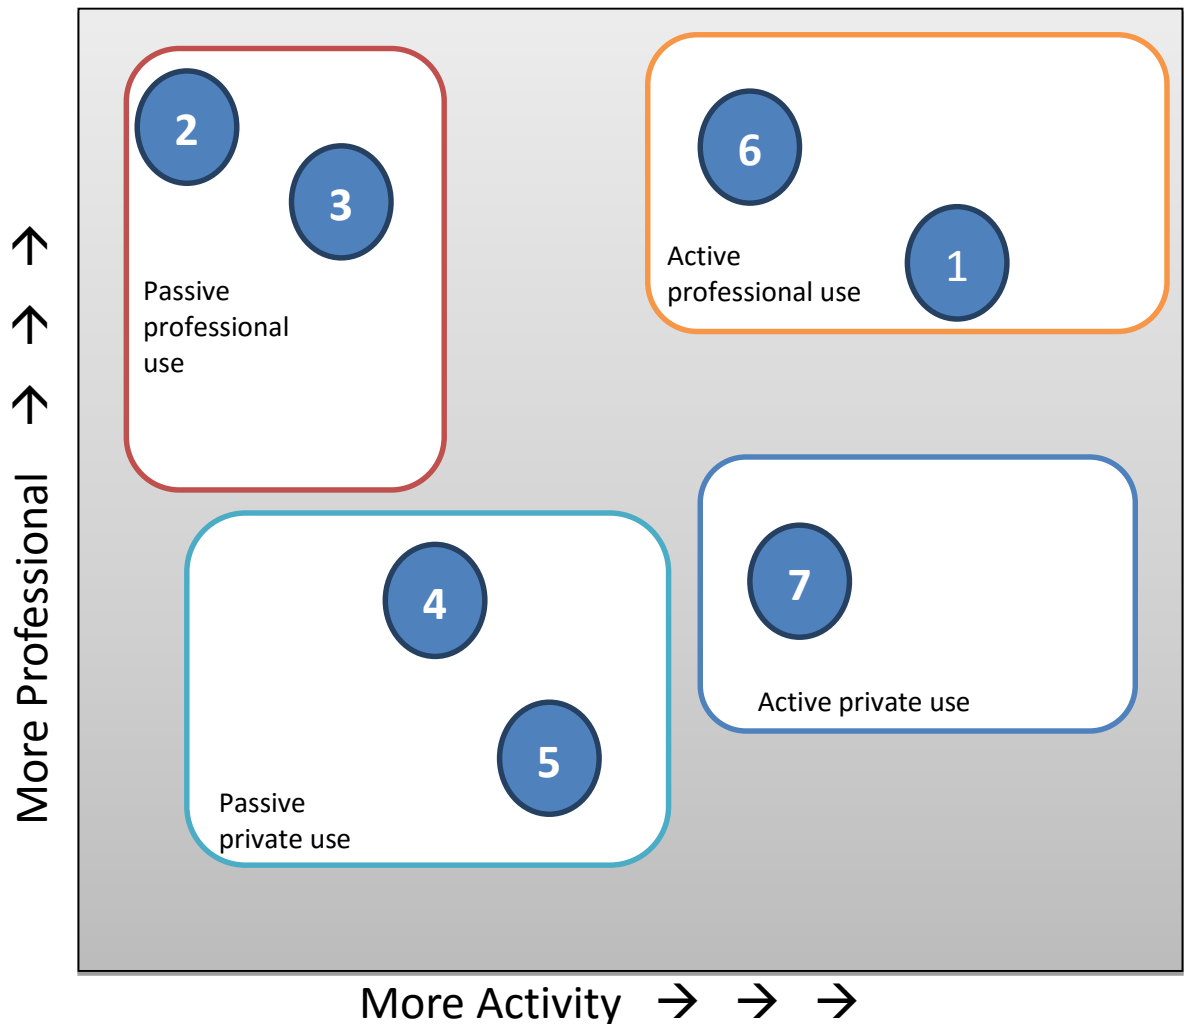 2
3
Passive
professional
use
6
1
Active
professional use
4
5
Passive
private use
7
Active private use
More Professional → → →
More Activity → → →